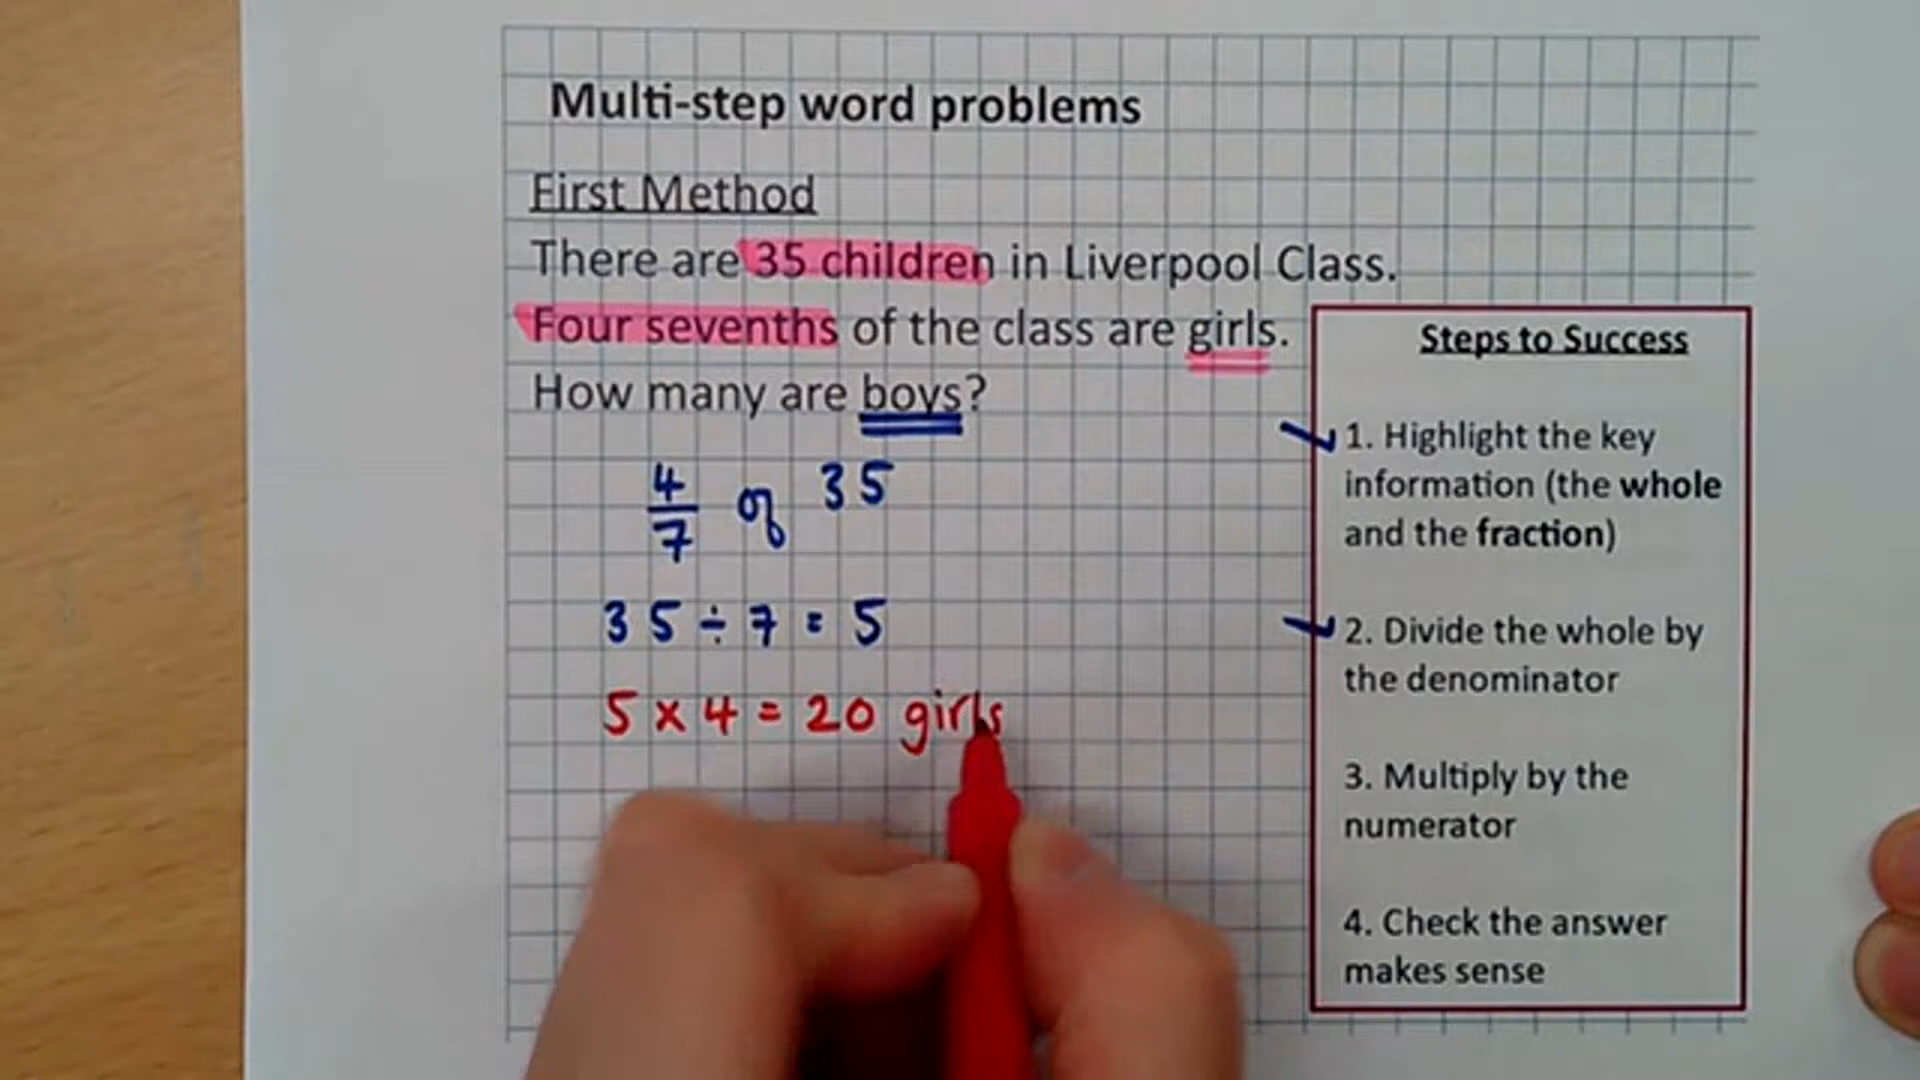 Multi-step word problems
First Method
There are 35 children in Liverpool Class.
Four sevenths of the class are girls.
How many are boys?
4/7 of 35
35 ÷ 7 = 5
5 x 4 = 20 girls
Steps to Success
1. Highlight the key
information (the whole
and the fraction)
2. Divide the whole by
the denominator
3. Multiply by the
numerator
4. Check the answer
makes sense